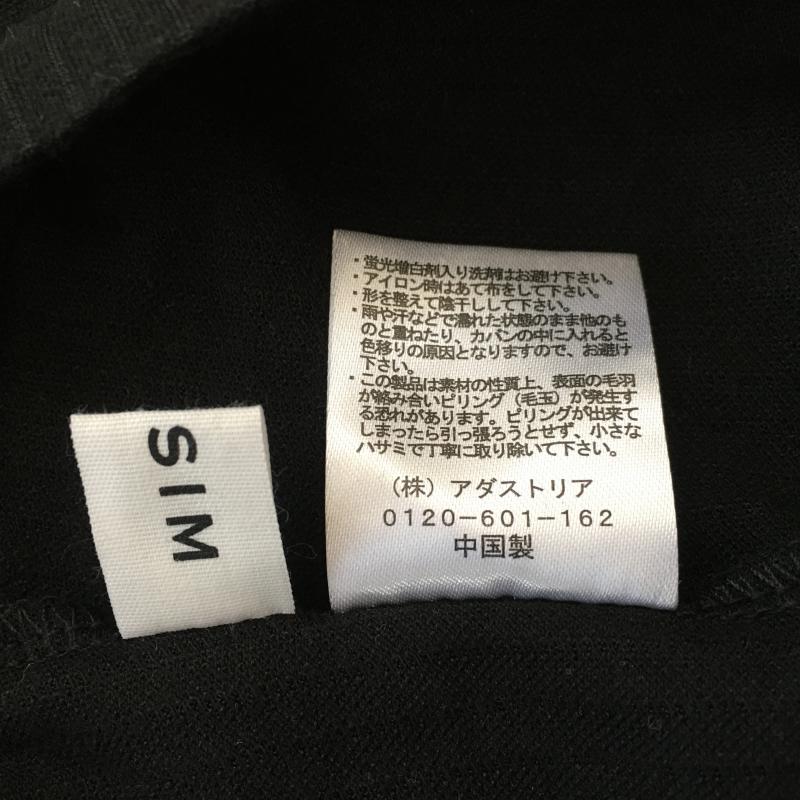 SIM
・蛍光増白剤入り洗剤はお避け下さい。
・アイロン時はあて布をして下さい。
・形を整えて陰干しして下さい。
・雨や汗などで濡れた状態のまま他のも
のと重ねたり、カバンの中に入れると
色移りの原因となりますので、お避け
下さい。
・この製品は素材の性質上、表面の毛羽
が絡み合いピリング（毛玉）が発生す
る恐れがあります。ピリングが出来て
しまったら引っ張ろうとせず、小さな
ハサミで丁寧に取り除いて下さい。
（株）アダストリア
0120-601-162
中国製